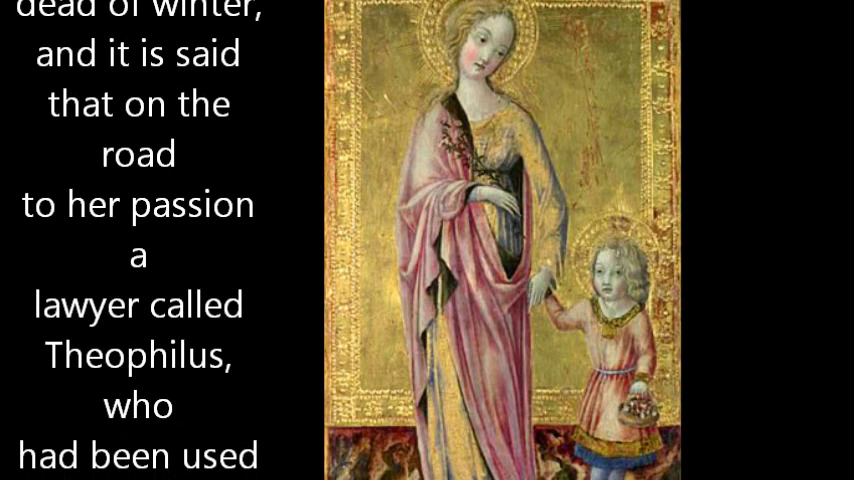 dead of winter,
and it is said
that on the
road
to her passion
a
lawyer called
Theophilus,
who
had been used